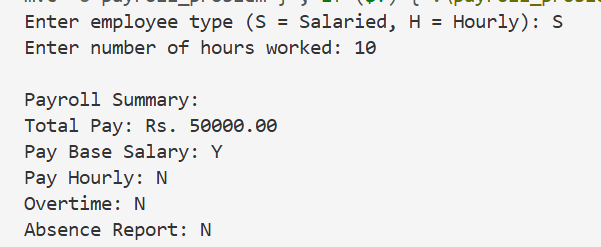 Enter employee type (S = Salaried, H = Hourly): S
Enter number of hours worked: 10
Payroll Summary:
Total Pay: Rs. 50000.00
Pay Base Salary: Y
Pay Hourly: N
Overtime: N
Absence Report: N